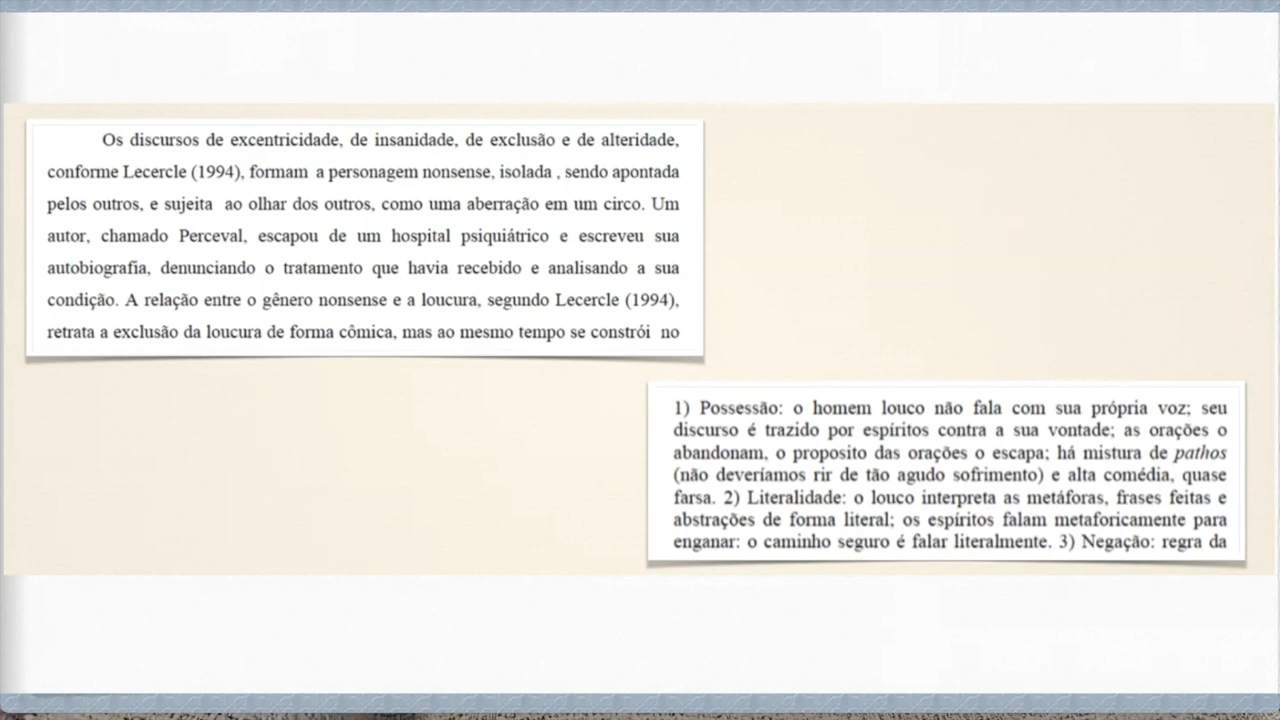 Os discursos de excentricidade, de insanidade, de exclusão e de alteridade,
conforme Lecercle (1994), formam a personagem nonsense, isolada , sendo apontada
pelos outros, e sujeita ao olhar dos outros, como uma aberração em um circo. Um
autor, chamado Perceval, escapou de um hospital psiquiátrico e escreveu sua
autobiografia, denunciando o tratamento que havia recebido e analisando a sua
condição. A relação entre o gênero nonsense e a loucura, segundo Lecercle (1994),
retrata a exclusão da loucura de forma cômica, mas ao mesmo tempo se constrói no
1) Possessão: o homem louco não fala com sua própria voz; seu
discurso é trazido por espíritos contra a sua vontade; as orações o
abandonam, o proposito das orações o escapa; há mistura de pathos
(não deveríamos rir de tão agudo sofrimento) e alta comédia, quase
farsa. 2) Literalidade: o louco interpreta as metáforas, frases feitas e
abstrações de forma literal; os espíritos falam metaforicamente para
enganar: o caminho seguro é falar literalmente. 3) Negação: regra da